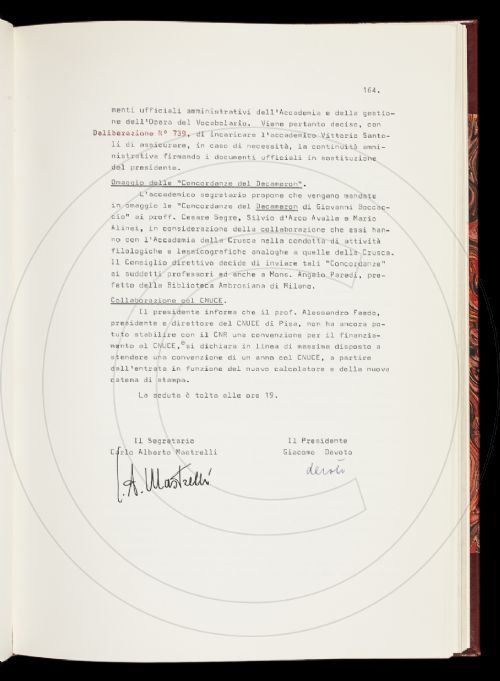 164.
menti ufficiali amministrativi dell'Accademia e della gestio-
ne dell'Opera del Vocabolario. Viene pertanto deciso, con
Deliberazione N° 739, di incaricare l'accademico Vittorio Santo-
li di assicurare, in caso di necessità, la continuità ammi-
nistrativa firmando i documenti ufficiali in sostituzione
del presidente.
Omaggio delle "Concordanze del Decameron".
L'accademico segretario propone che vengano mandate
in omaggio le "Concordanze del Decameron di Giovanni Boccac-
cio" ai proff. Cesare Segre, Silvio d'Arco Avalle e Mario
Alinei, in considerazione della collaborazione che essi han-
no con l'Accademia della Crusca nella condotta di attività
filologiche e lessicografiche analoghe a quelle della Crusca.
Il Consiglio direttivo decide di inviare tali "Concordanze"
ai suddetti professori ed anche a Mons. Angelo Paredi, pre-
fetto della Biblioteca Ambrosiana di Milano.
Collaborazione col CNUCE.
Il presidente informa che il prof. Alessandro Faedo,
presidente e direttore del CNUCE di Pisa, non ha ancora po-
tuto stabilire con il CNR una convenzione per il finanzia-
mento al CNUCE, e si dichiara in linea di massima disposto a
stendere una convenzione di un anno col CNUCE, a partire
dall'entrata in funzione del nuovo calcolatore e della nuova
catena di stampa.
La seduta è tolta alle ore 19.
Il Segretario Il Presidente
Carlo Alberto Mastrelli Giacomo Devoto
C. A. Mastrelli devoto